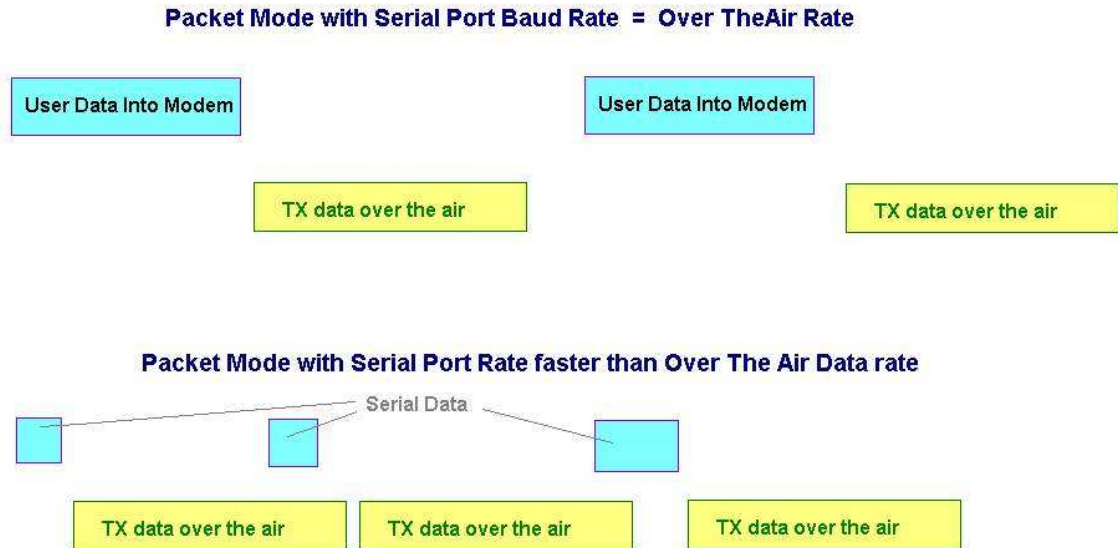 Packet Mode with Serial Port Baud Rate = Over TheAir Rate
User Data Into Modem
User Data Into Modem
TX data over the air
TX data over the air
Packet Mode with Serial Port Rate faster than Over The Air Data rate
Serial Data
TX data over the air
TX data over the air
TX data over the air